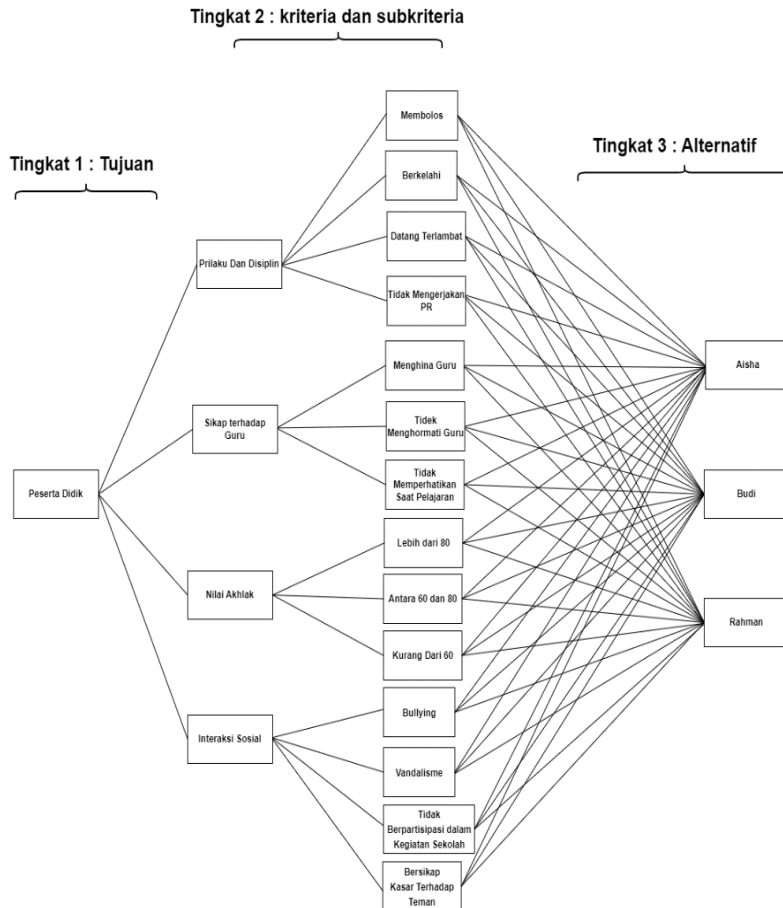 Tingkat 2 : kriteria dan subkriteria
Tingkat 1 : Tujuan
Tingkat 3 : Alternatif
Peserta Didik
Prilaku Dan Disiplin
Sikap terhadap
Guru
Nilai Akhlak
Interaksi Sosial
Membolos
Berkelahi
Datang Terlambat
Tidak Mengerjakan
PR
Menghina Guru
Tidek
Menghormati Guru
Tidak
Memperhatikan
Saat Pelajaran
Lebih dari 80
Antara 60 dan 80
Kurang Dari 60
Bullying
Vandalisme
Tidak
Berpartisipasi dalam
Kegiatan Sekolah
Bersikap
Kasar Terhadap
Teman
Aisha
Budi
Rahman